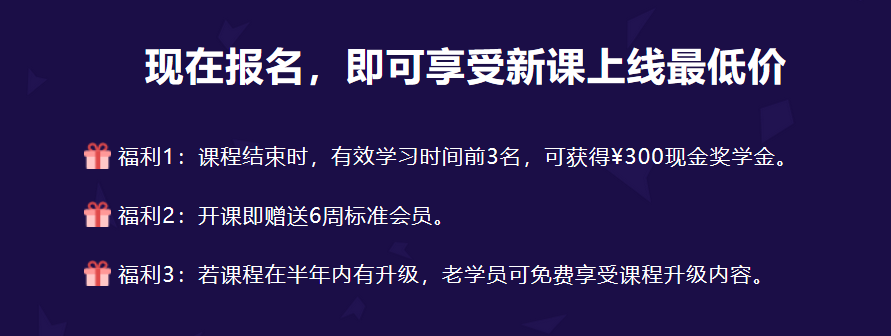 现在报名，即可享受新课上线最低价
福利1：课程结束时，有效学习时间前3名，可获得¥300现金奖学金。
福利2：开课即赠送6周标准会员。
福利3：若课程在半年内有升级，老学员可免费享受课程升级内容。